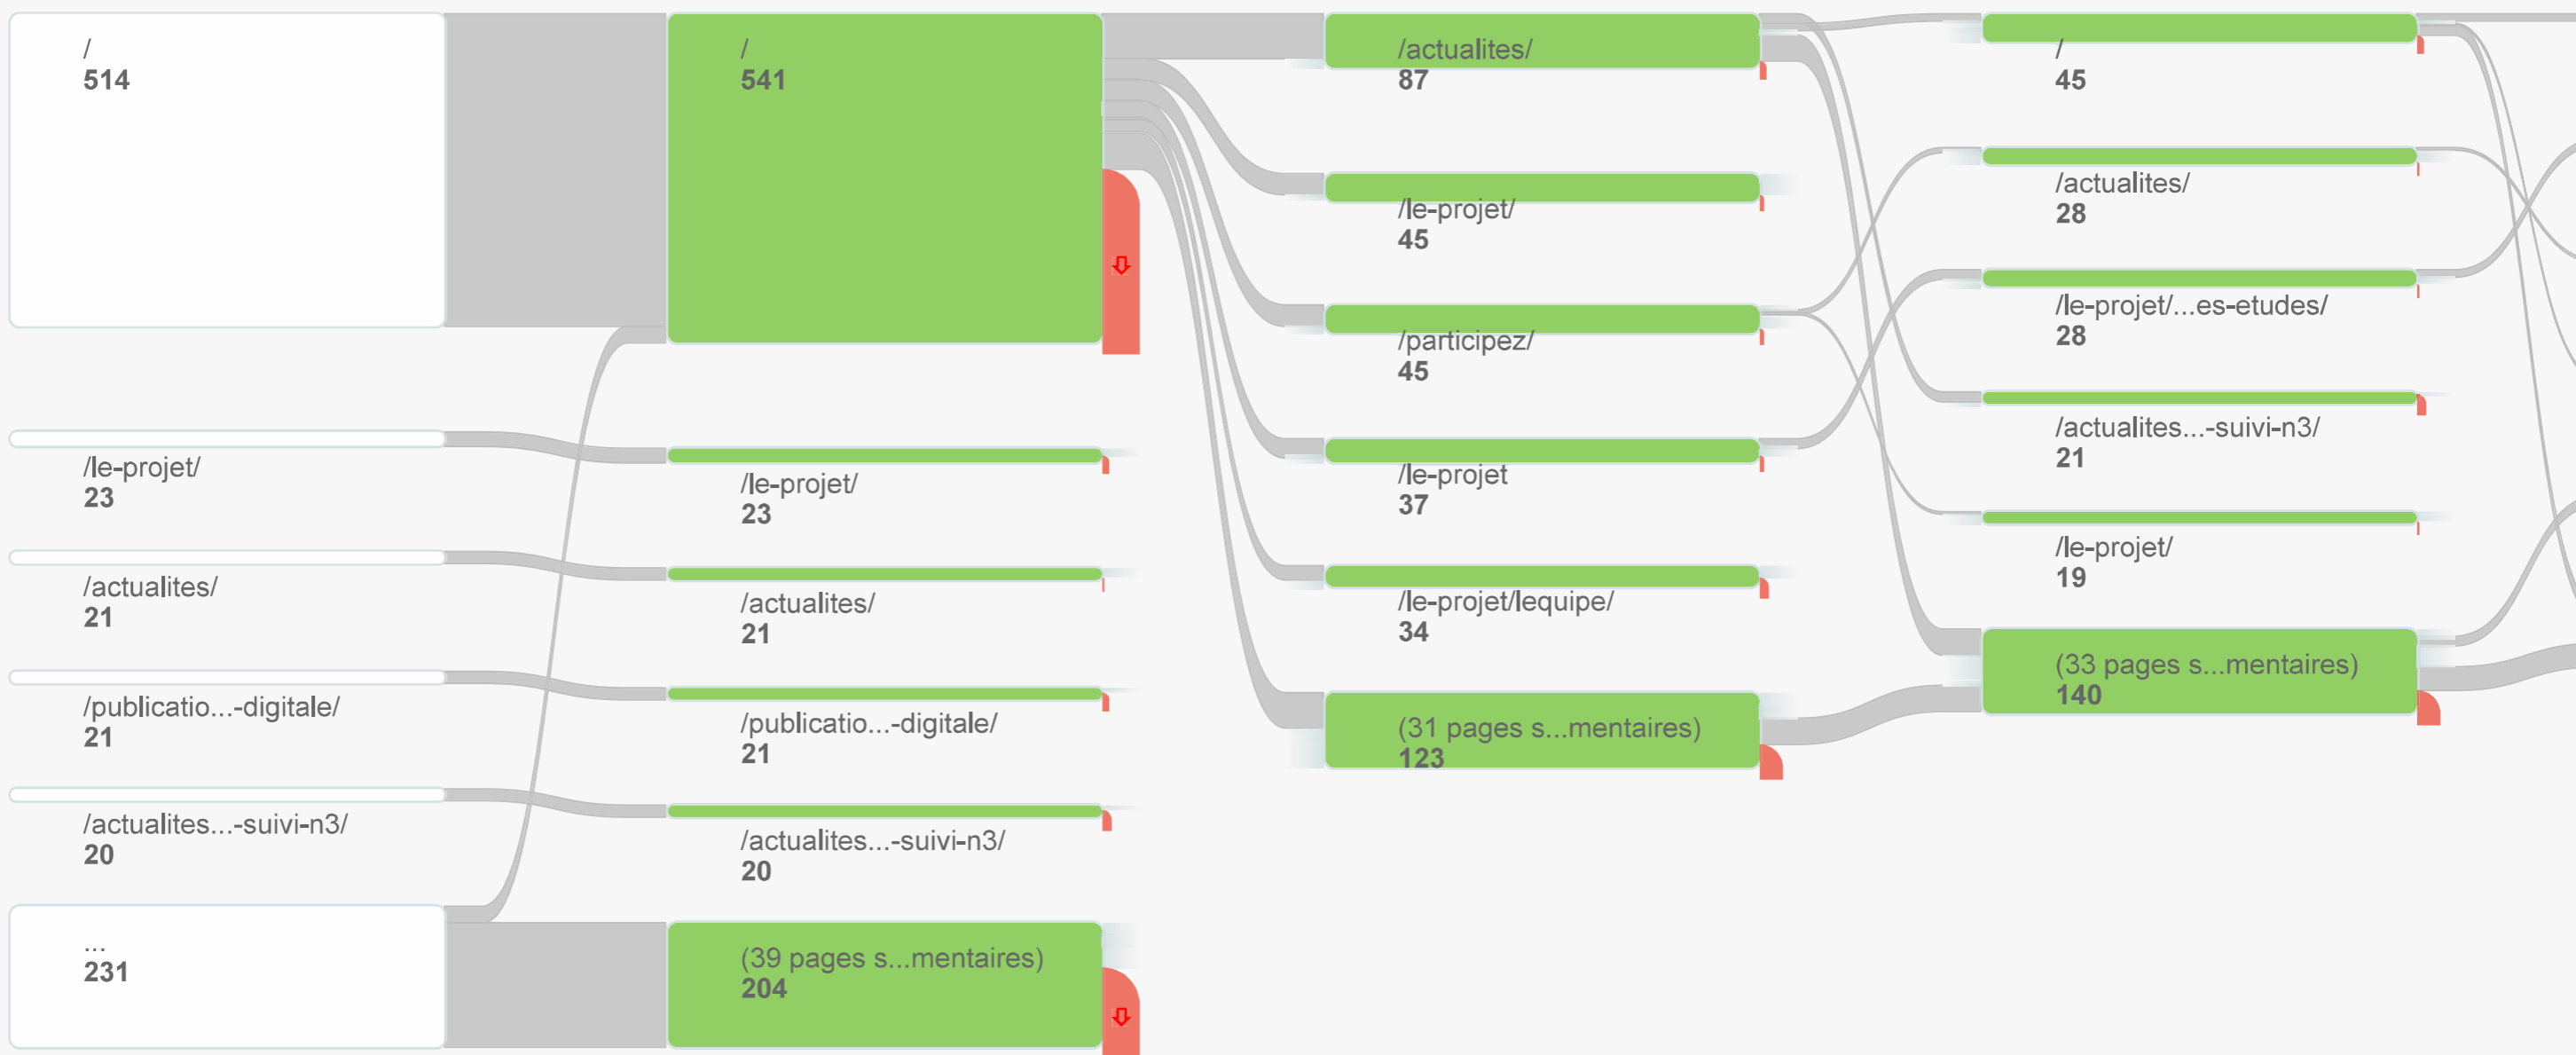 /
514
/le-projet/
23
/actualites/
21
/publicatio...-digitale/
21
/actualites...-suivi-n3/
20
...
231
/
541
/le-projet/
23
/actualites/
21
/publicatio...-digitale/
21
/actualites...-suivi-n3/
20
(39 pages s...mentaires)
204
/actualites/
87
/le-projet/
45
/participez/
45
/le-projet
37
/le-projet/lequipe/
34
(31 pages s...mentaires)
123
/
45
/actualites/
28
/le-projet/...es-etudes/
28
/actualites...-suivi-n3/
21
/le-projet/
19
(33 pages s...mentaires)
140